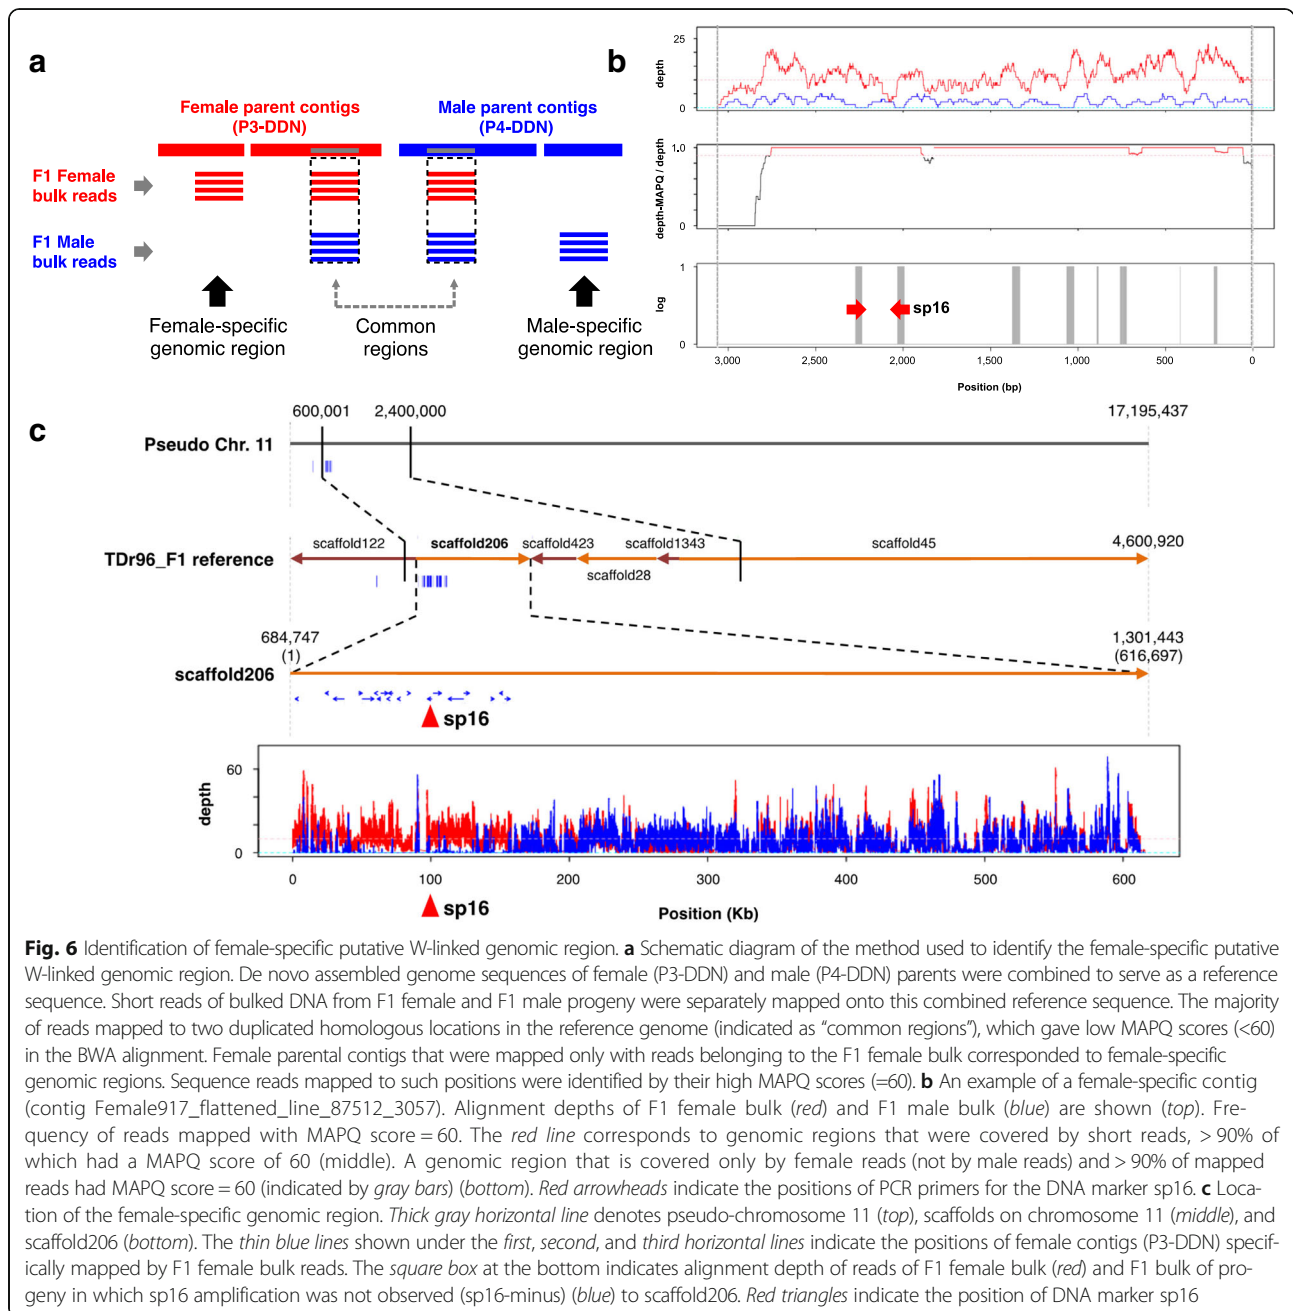 a
Female parent contigs
(P3-DDN)
Male parent contigs
(P4-DDN)
F1 Female
bulk reads
F1 Male
bulk reads
Female-specific
genomic region
Common
regions
Male-specific
genomic region
b
25
depth
0
1.0
depth-MAPQ / depth
0
1
log
sp16
0
3,000
2,500
2,000
1,500
1,000
500
0
Position (bp)
c
600,001
2,400,000
17,195,437
Pseudo Chr. 11
scaffold122
scaffold206
scaffold423
scaffold1343
scaffold45
4,600,920
TDr96_F1 reference
scaffold28
684,747
(1)
1,301,443
(616,697)
scaffold206
sp16
60
depth
0
0
100
200
300
400
500
600
sp16
Position (Kb)
Fig. 6 Identification of female-specific putative W-linked genomic region. a Schematic diagram of the method used to identify the female-specific putative
W-linked genomic region. De novo assembled genome sequences of female (P3-DDN) and male (P4-DDN) parents were combined to serve as a reference
sequence. Short reads of bulked DNA from F1 female and F1 male progeny were separately mapped onto this combined reference sequence. The majority
of reads mapped to two duplicated homologous locations in the reference genome (indicated as “common regions”), which gave low MAPQ scores (<60)
in the BWA alignment. Female parental contigs that were mapped only with reads belonging to the F1 female bulk corresponded to female-specific
genomic regions. Sequence reads mapped to such positions were identified by their high MAPQ scores (=60). b An example of a female-specific contig
(contig Female917_flattened_line_87512_3057). Alignment depths of F1 female bulk (red) and F1 male bulk (blue) are shown (top). Fre-
quency of reads mapped with MAPQ score = 60. The red line corresponds to genomic regions that were covered by short reads, > 90% of
which had a MAPQ score of 60 (middle). A genomic region that is covered only by female reads (not by male reads) and > 90% of mapped
reads had MAPQ score = 60 (indicated by gray bars) (bottom). Red arrowheads indicate the positions of PCR primers for the DNA marker sp16. c Loca-
tion of the female-specific genomic region. Thick gray horizontal line denotes pseudo-chromosome 11 (top), scaffolds on chromosome 11 (middle), and
scaffold206 (bottom). The thin blue lines shown under the first, second, and third horizontal lines indicate the positions of female contigs (P3-DDN) specif-
ically mapped by F1 female bulk reads. The square box at the bottom indicates alignment depth of reads of F1 female bulk (red) and F1 bulk of pro-
geny in which sp16 amplification was not observed (sp16-minus) (blue) to scaffold206. Red triangles indicate the position of DNA marker sp16